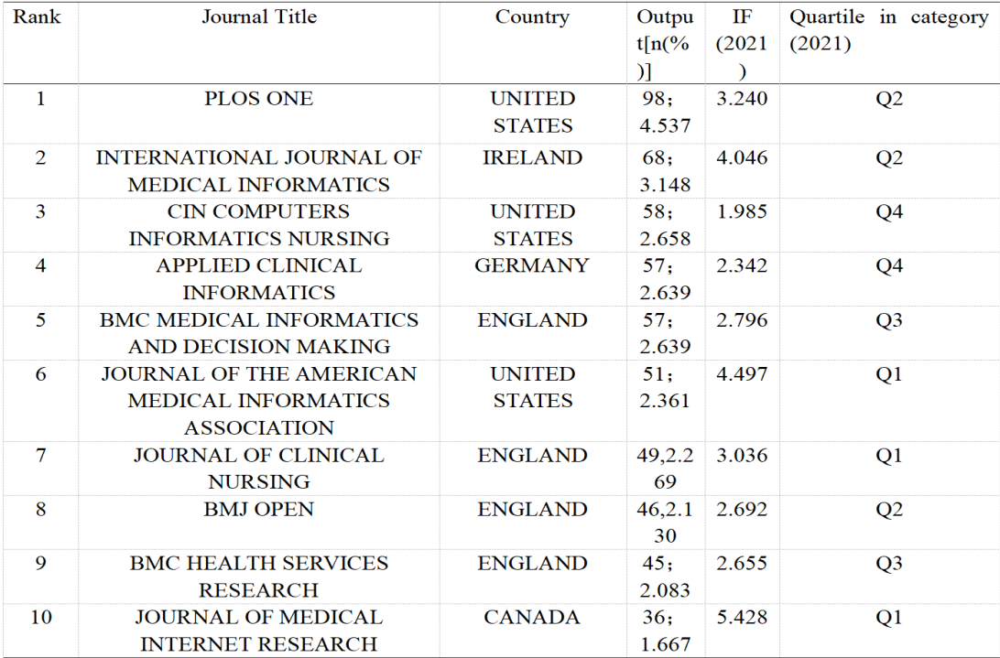 Rank Journal Title Country Outpu IF Quartile in category
t[n(% (2021 (2021)
)] )
1 PLOS ONE UNITED 98； 3.240 Q2
STATES 4.537
2 INTERNATIONAL JOURNAL OF IRELAND 68； 4.046 Q2
MEDICAL INFORMATICS 3.148
3 CIN COMPUTERS UNITED 58； 1.985 Q4
INFORMATICS NURSING STATES 2.658
4 APPLIED CLINICAL GERMANY 57； 2.342 Q4
INFORMATICS 2.639
5 BMC MEDICAL INFORMATICS ENGLAND 57； 2.796 Q3
AND DECISION MAKING 2.639
6 JOURNAL OF THE AMERICAN UNITED 51； 4.497 Q1
MEDICAL INFORMATICS STATES 2.361
ASSOCIATION
7 JOURNAL OF CLINICAL ENGLAND 49,2.2 3.036 Q1
NURSING 69
8 BMJ OPEN ENGLAND 46,2.1 2.692 Q2
30
9 BMC HEALTH SERVICES ENGLAND 45； 2.655 Q3
RESEARCH 2.083
10 JOURNAL OF MEDICAL CANADA 36； 5.428 Q1
INTERNET RESEARCH 1.667